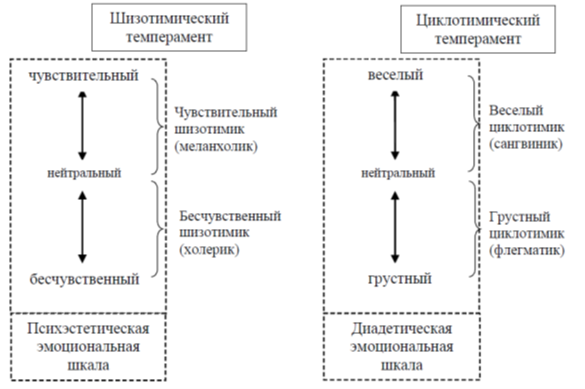 Шизотимический
темперамент
чувствительный
Чувствительный
шизотимик
(меланхолик)
нейтральный
Бесчувственный
шизотимик
(холерик)
бесчувственный
Психэстетическая
эмоциональная
шкала
Циклотимический
темперамент
веселый
Веселый
циклотимик
(сангвиник)
нейтральный
Грустный
циклотимик
(флегматик)
грустный
Диадетическая
эмоциональная
шкала